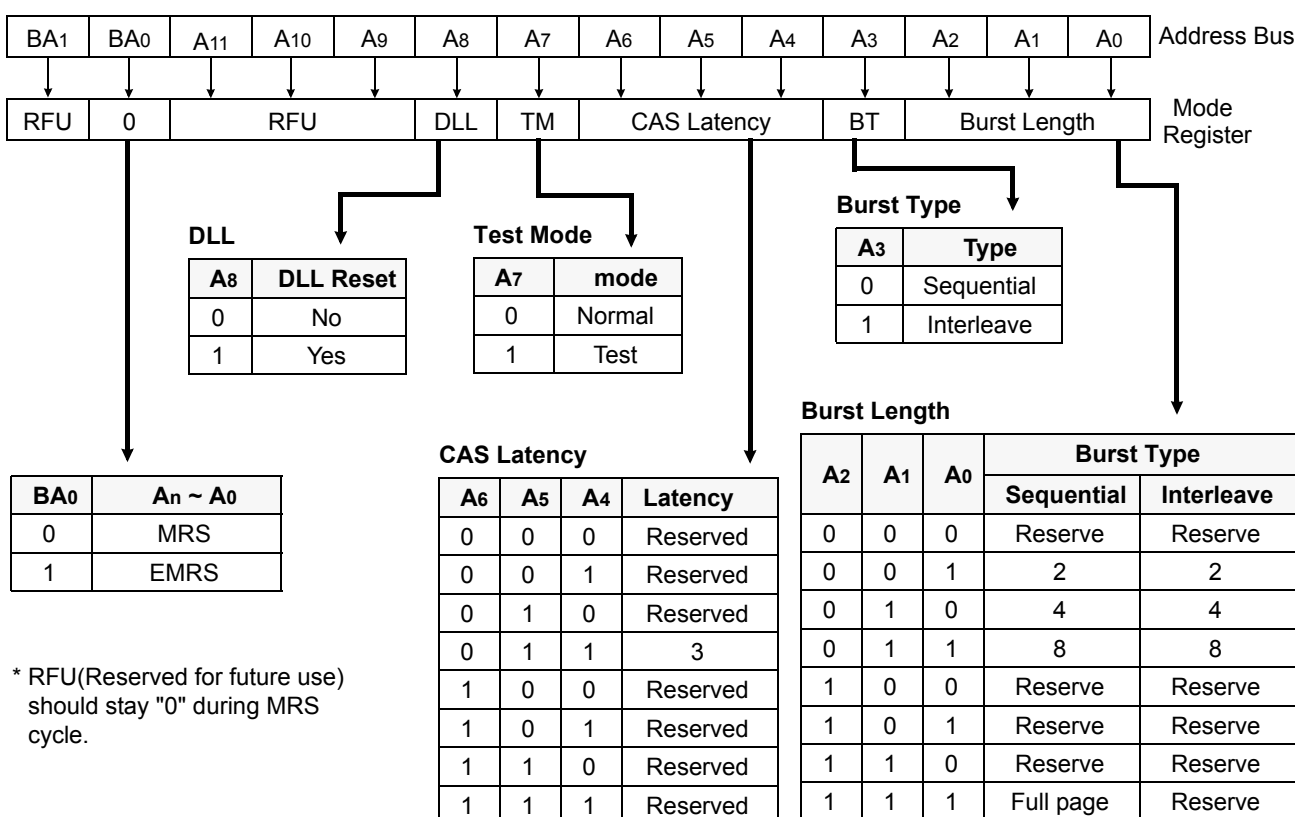 BA1 BA0 A11 A10 A9 A8 A7 A6 A5 A4 A3 A2 A1 A0 Address Bus
RFU 0 RFU DLL TM CAS Latency BT Burst Length Mode Register
DLL
A8 DLL Reset
0 No
1 Yes
Test Mode
A7 mode
0 Normal
1 Test
Burst Type
A3 Type
0 Sequential
1 Interleave
BA0 An ~ A0
0 MRS
1 EMRS
* RFU(Reserved for future use)
should stay "0" during MRS
cycle.
CAS Latency
A6 A5 A4 Latency
0 0 0 Reserved
0 0 1 Reserved
0 1 0 Reserved
0 1 1 3
1 0 0 Reserved
1 0 1 Reserved
1 1 0 Reserved
1 1 1 Reserved
Burst Length
A2 A1 A0 Burst Type
Sequential Interleave
0 0 0 Reserve Reserve
0 0 1 2 2
0 1 0 4 4
0 1 1 8 8
1 0 0 Reserve Reserve
1 0 1 Reserve Reserve
1 1 0 Reserve Reserve
1 1 1 Full page Reserve